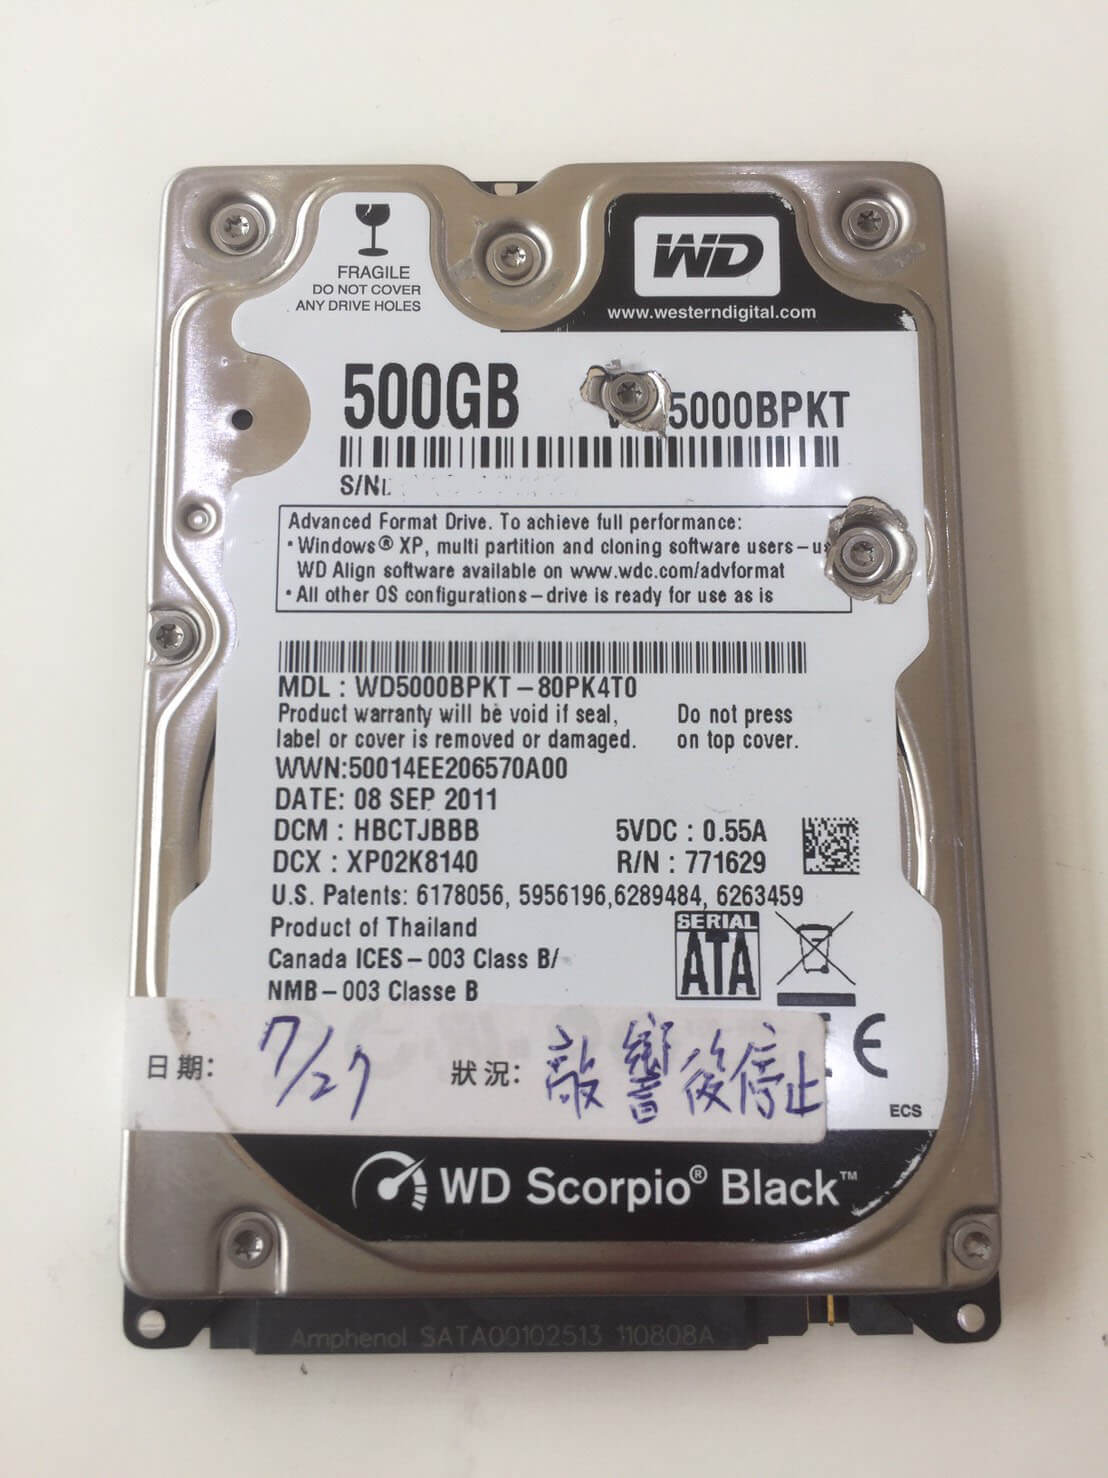 FRAGILE
DO NOT COVER
ANY DRIVE HOLES
WD
www.westerndigital.com
500GB
5000BPKT
S/N:
Advanced Format Drive. To achieve full performance:
• Windows® XP, multi partition and cloning software users – us
WD Align software available on www.wdc.com/advformat
• All other OS configurations – drive is ready for use as is
MDL : WD5000BPKT – 80PK4T0
Product warranty will be void if seal,
label or cover is removed or damaged.
Do not press
on top cover.
WWN:50014EE206570A00
DATE: 08 SEP 2011
DCM : HBCTJBBB
5VDC : 0.55A
DCX : XP02K8140
R/N : 771629
U.S. Patents: 6178056, 5956196,6289484, 6263459
Product of Thailand
Canada ICES – 003 Class B/
NMB – 003 Classe B
SERIAL
ATA
日期: 7/27 狀況: 敲響後停止
CE
ECS
WD Scorpio® Black™
Amphenol SATA00102513 110808A